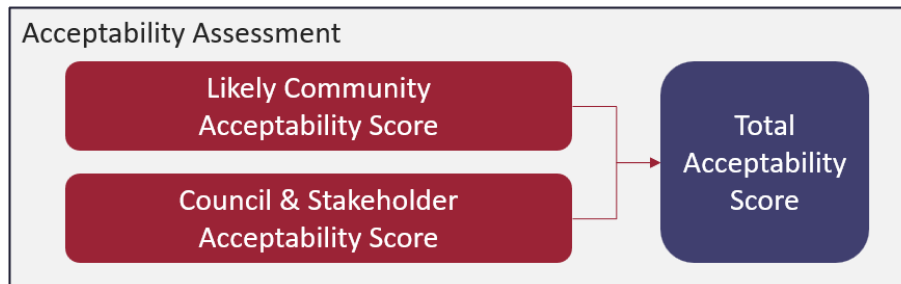 Acceptability Assessment
Likely Community
Acceptability Score
Council & Stakeholder
Acceptability Score
Total
Acceptability
Score